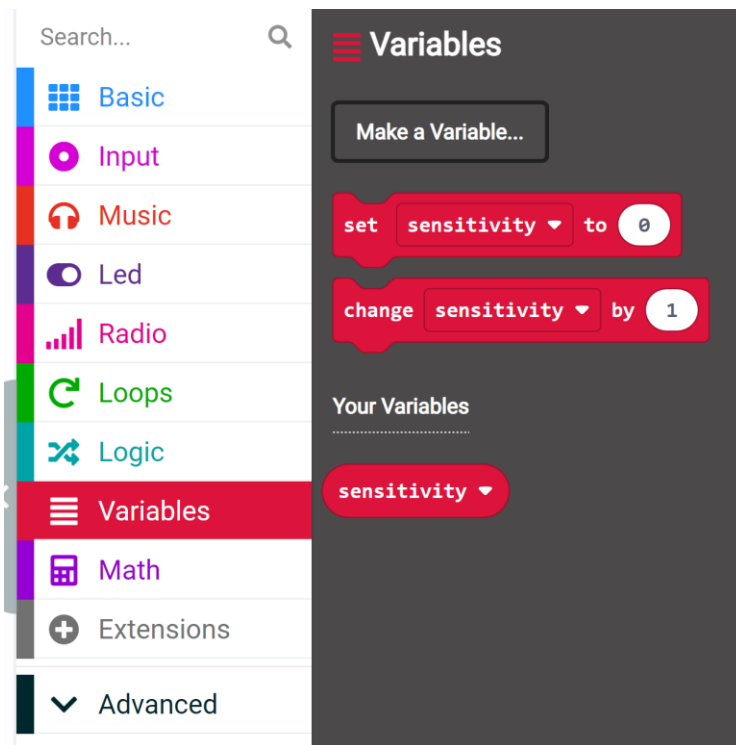 Search...
Basic
Input
Music
Led
Radio
Loops
Logic
Variables
Math
Extensions
Advanced
Variables
Make a Variable...
set sensitivity to 0
change sensitivity by 1
Your Variables
sensitivity